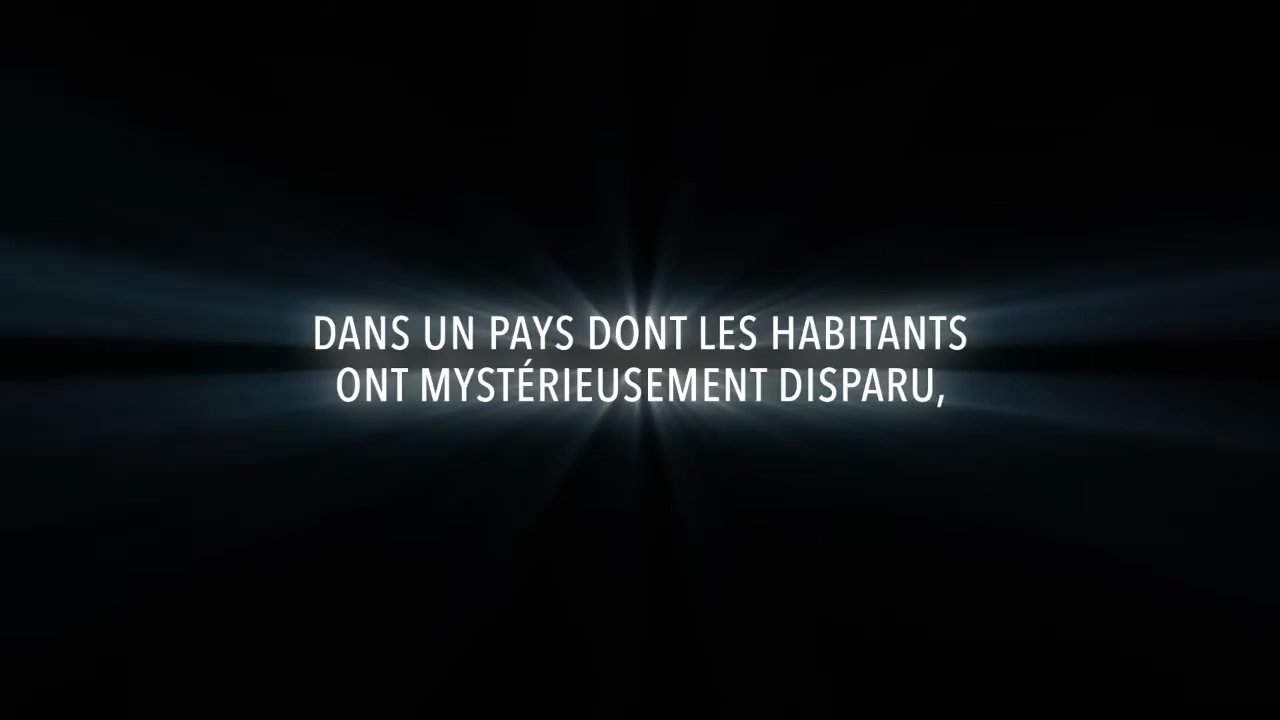 DANS UN PAYS DONT LES HABITANTS
ONT MYSTÉRIEUSEMENT DISPARU,